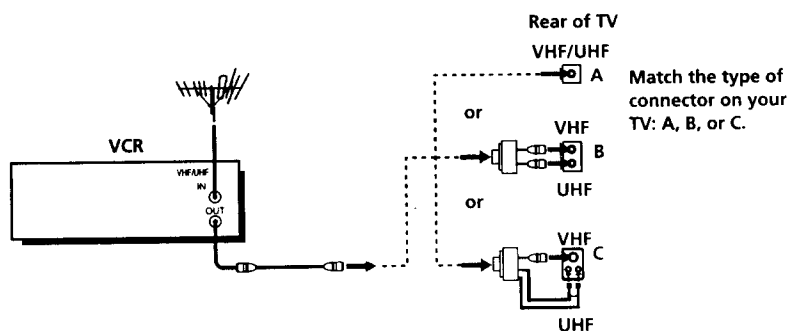 Rear of TV
VHF/UHF
A
Match the type of
connector on your
TV: A, B, or C.
or
VHF
B
UHF
VCR
VHF/UHF
IN
OUT
or
VHF
C
UHF